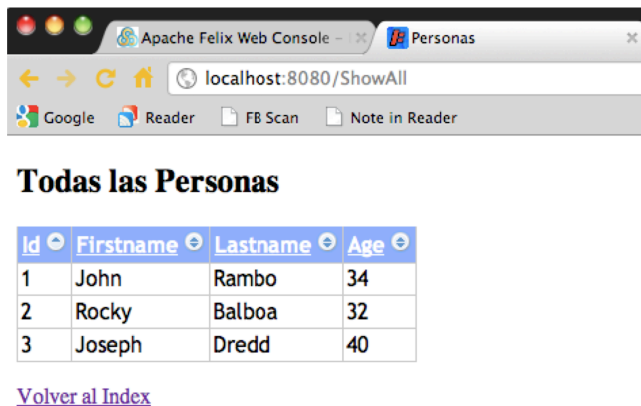 Apache Felix Web Console –
Personas
localhost:8080/ShowAll
Google Reader FB Scan Note in Reader
Todas las Personas
Id Firstname Lastname Age
1 John Rambo 34
2 Rocky Balboa 32
3 Joseph Dredd 40
Volver al Index